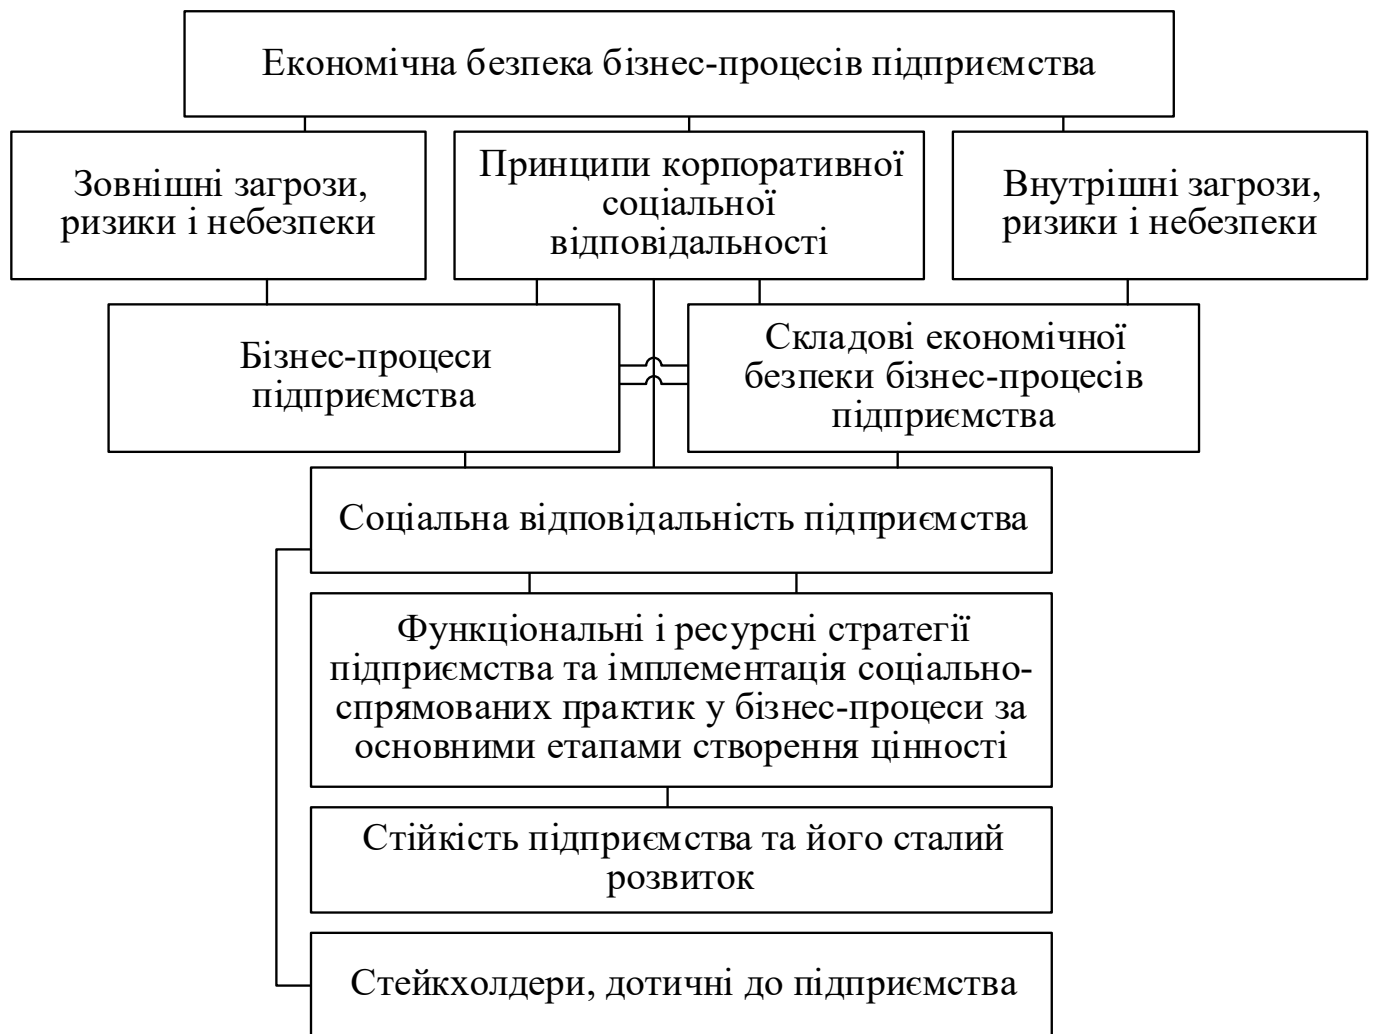 Економічна безпека бізнес-процесів підприємства
Зовнішні загрози,
ризики і небезпеки
Принципи корпоративної
соціальної
відповідальності
Внутрішні загрози,
ризики і небезпеки
Бізнес-процеси
підприємства
Складові економічної
безпеки бізнес-процесів
підприємства
Соціальна відповідальність підприємства
Функціональні і ресурсні стратегії
підприємства та імплементація соціально-
спрямованих практик у бізнес-процеси за
основними етапами створення цінності
Стійкість підприємства та його сталий
розвиток
Стейкхолдери, дотичні до підприємства